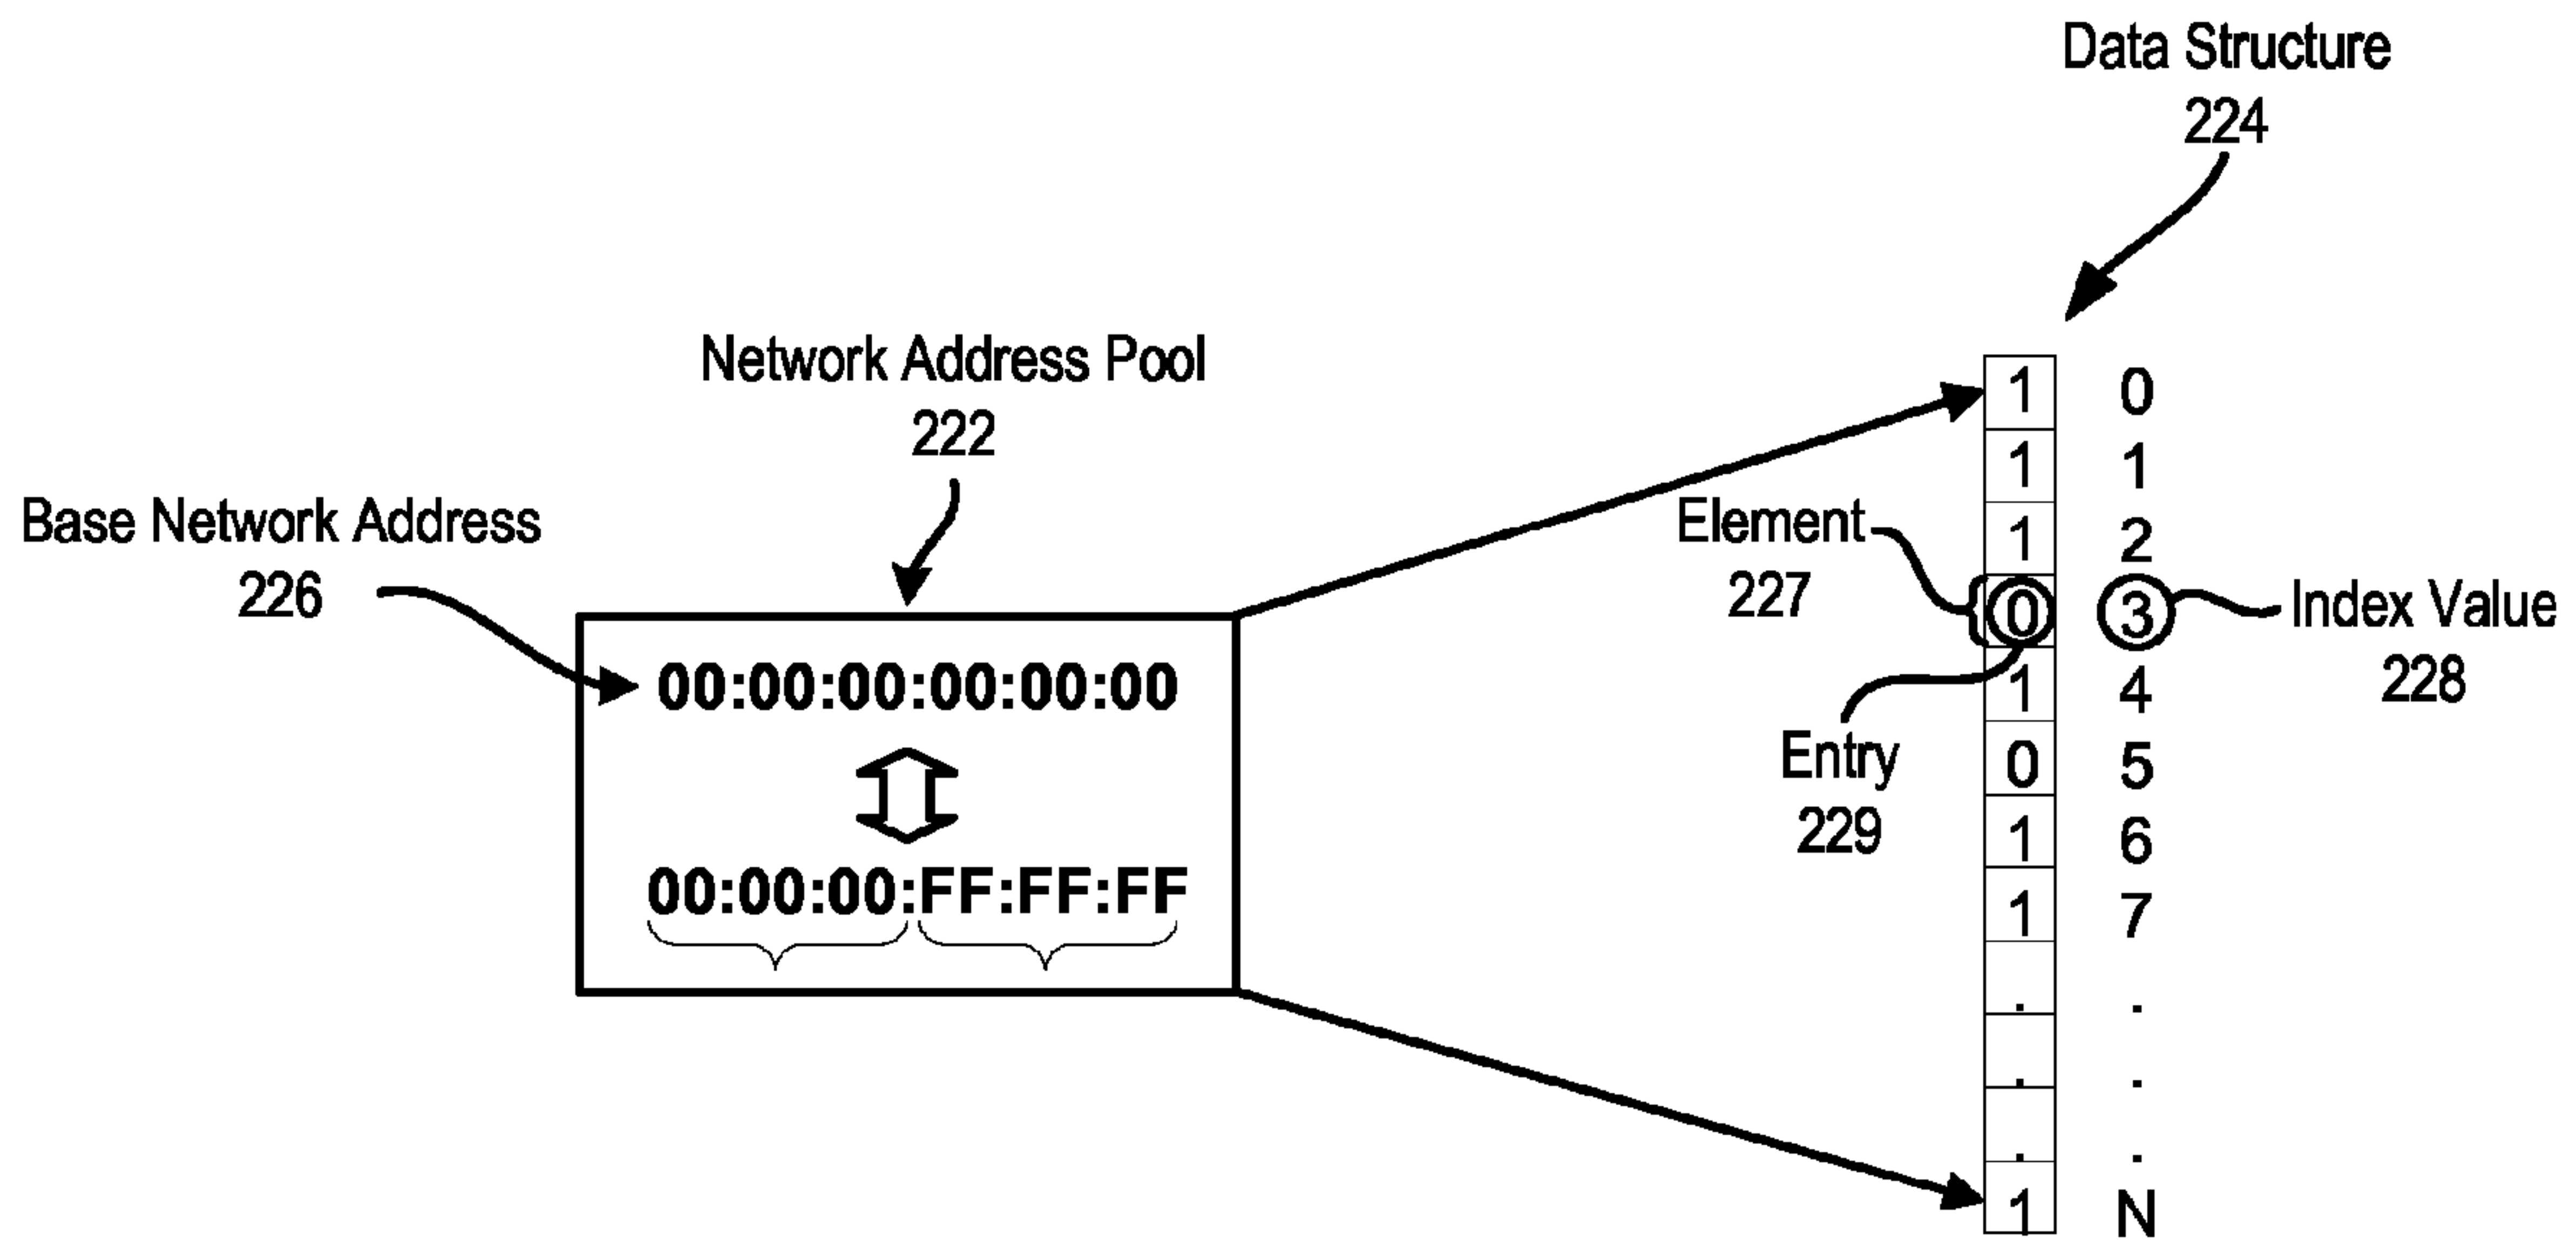 Data Structure
224
Network Address Pool
222
Base Network Address
226
00:00:00:00:00:00
00:00:00:FF:FF:FF
Element
227
Entry
229
Index Value
228
1 0
1 1
1 2
0 3
1 4
0 5
1 6
1 7
. .
. .
. .
1 N